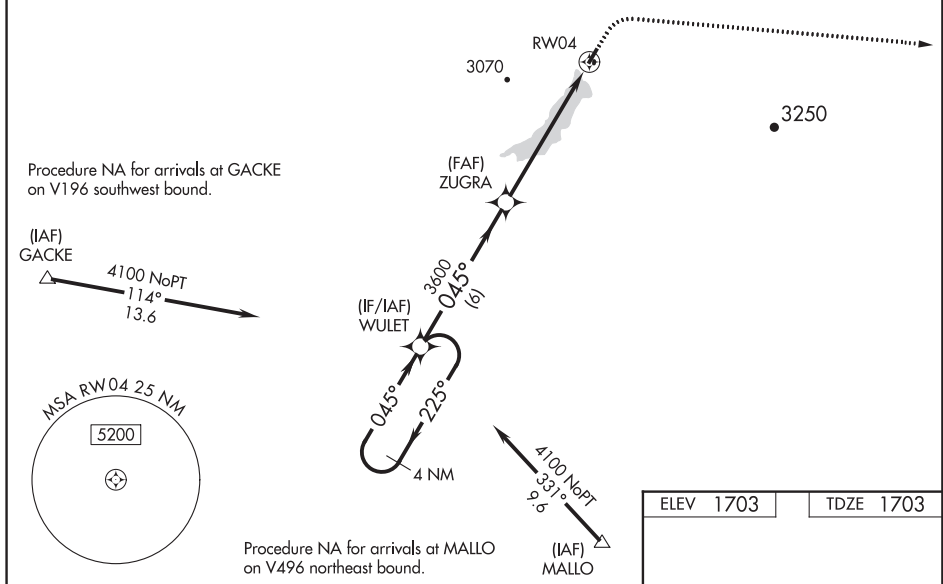 RW04
3070
3250
(FAF)
ZUGRA
Procedure NA for arrivals at GACKE
on V196 southwest bound.
(IAF)
GACKE
4100 NoPT
114°
13.6
3600
045°
(6)
(IF/IAF)
WULET
045°
225°
4 NM
MSA RW04 25 NM
5200
4100 NoPT
331°
9.6
(IAF)
MALLO
Procedure NA for arrivals at MALLO
on V496 northeast bound.
ELEV 1703
TDZE 1703